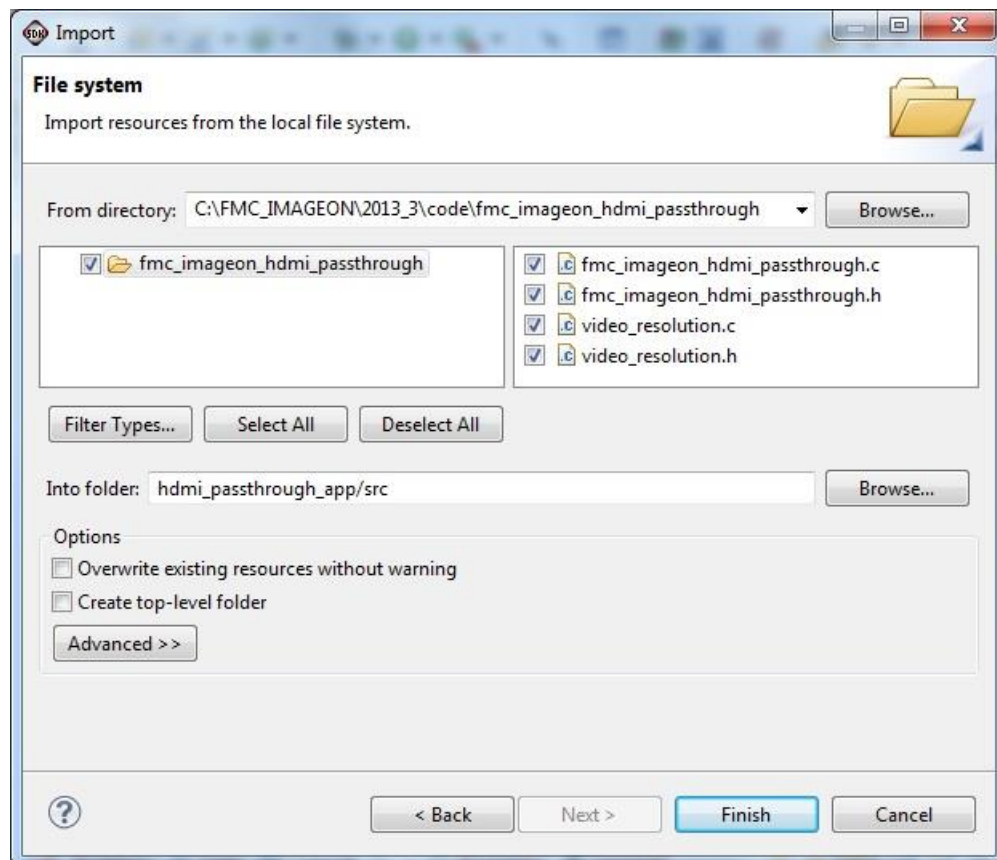 SDK Import
File system
Import resources from the local file system.
From directory: C:\FMC_IMAGEON\2013_3\code\fmc_imageon_hdmi_passthrough Browse...
fmc_imageon_hdmi_passthrough
.c fmc_imageon_hdmi_passthrough.c
.c fmc_imageon_hdmi_passthrough.h
.c video_resolution.c
.c video_resolution.h
Filter Types... Select All Deselect All
Into folder: hdmi_passthrough_app/src Browse...
Options
Overwrite existing resources without warning
Create top-level folder
Advanced >>
? < Back Next > Finish Cancel